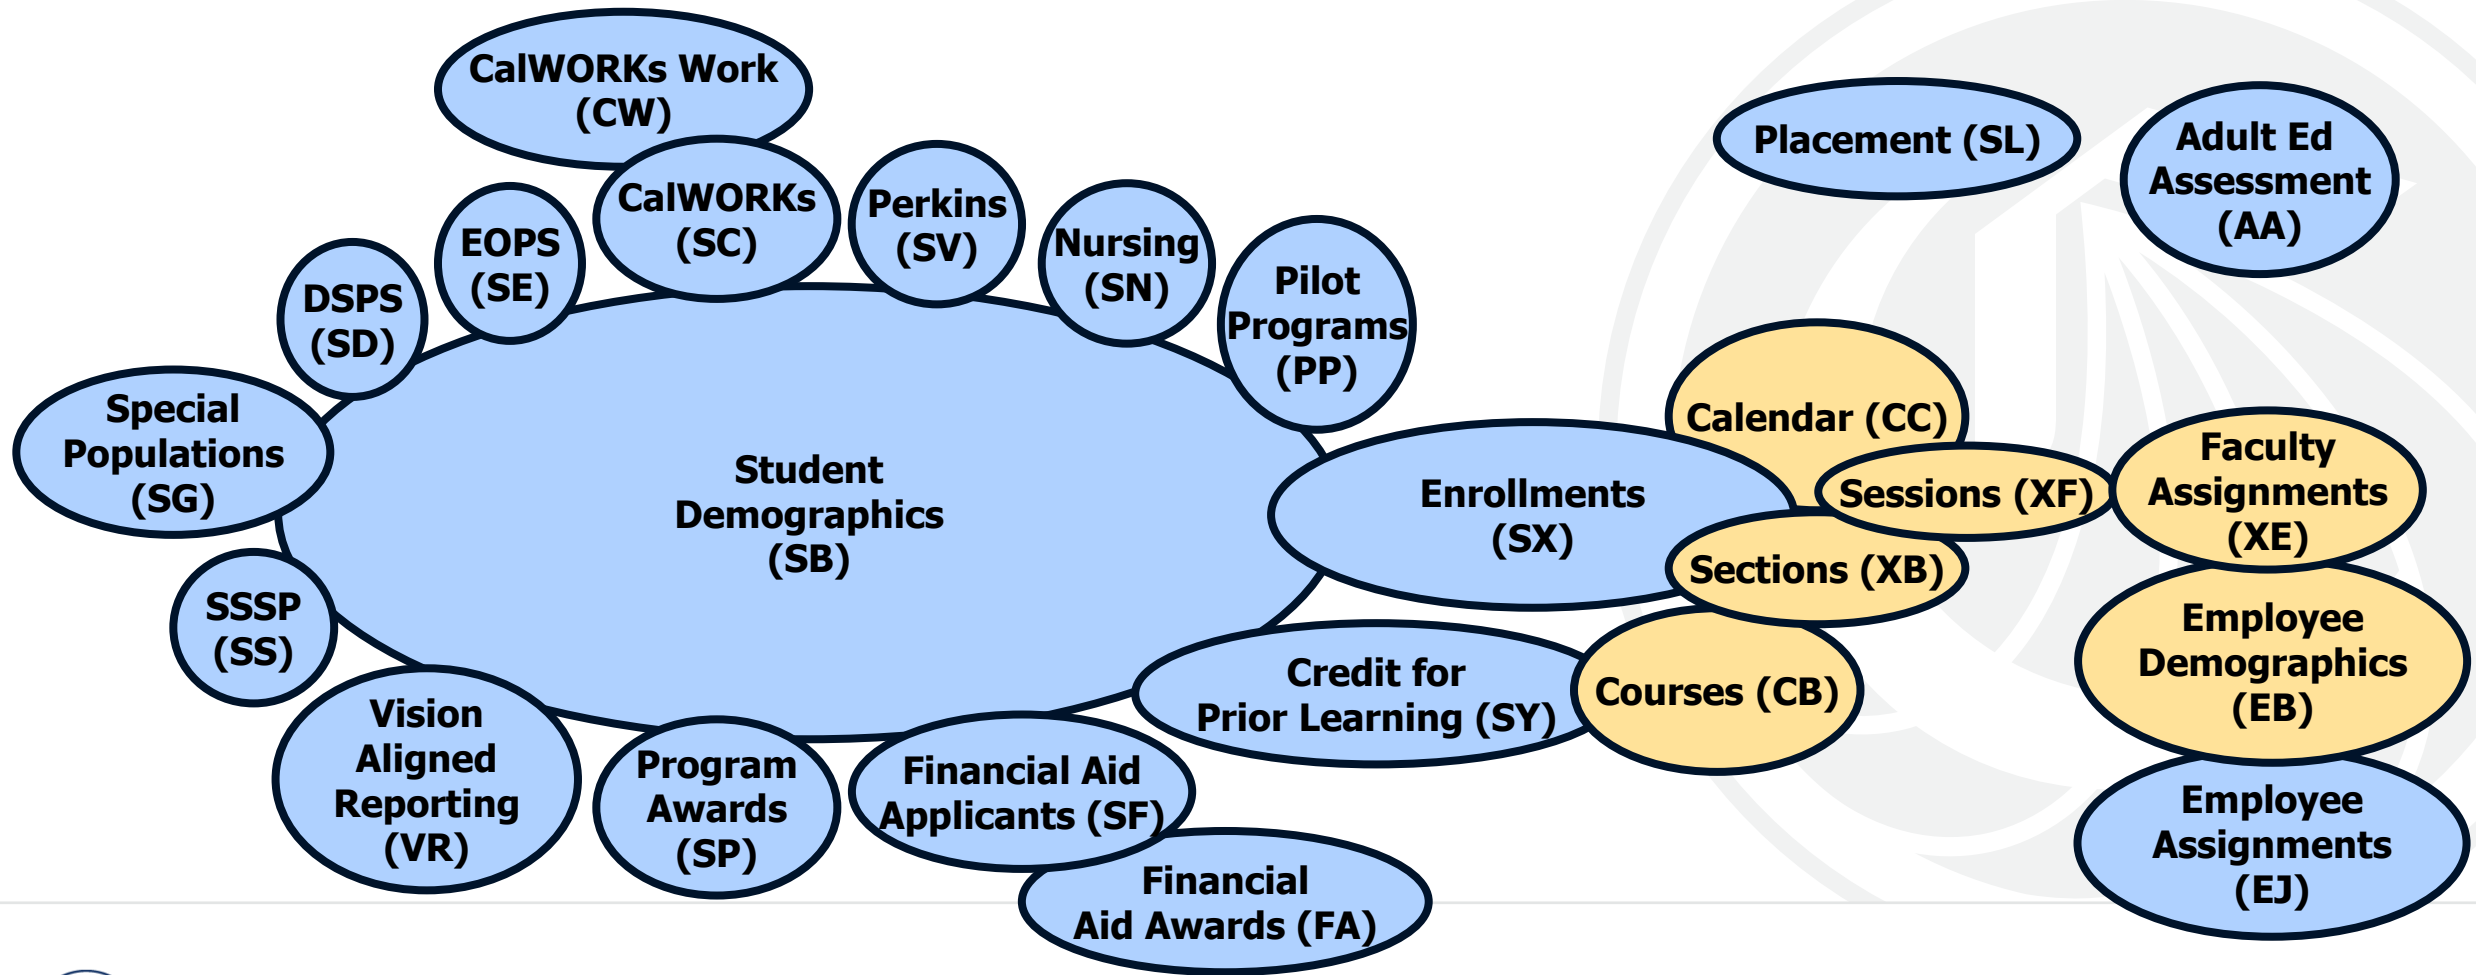 CalWORKs Work
(CW)
CalWORKs
(SC)
Perkins
(SV)
Nursing
(SN)
Pilot
Programs
(PP)
EOPS
(SE)
DSPS
(SD)
Special
Populations
(SG)
SSSP
(SS)
Vision
Aligned
Reporting
(VR)
Program
Awards
(SP)
Financial Aid
Applicants (SF)
Financial
Aid Awards (FA)
Student
Demographics
(SB)
Enrollments
(SX)
Credit for
Prior Learning (SY)
Placement (SL)
Adult Ed
Assessment
(AA)
Calendar (CC)
Sessions (XF)
Sections (XB)
Courses (CB)
Faculty
Assignments
(XE)
Employee
Demographics
(EB)
Employee
Assignments
(EJ)